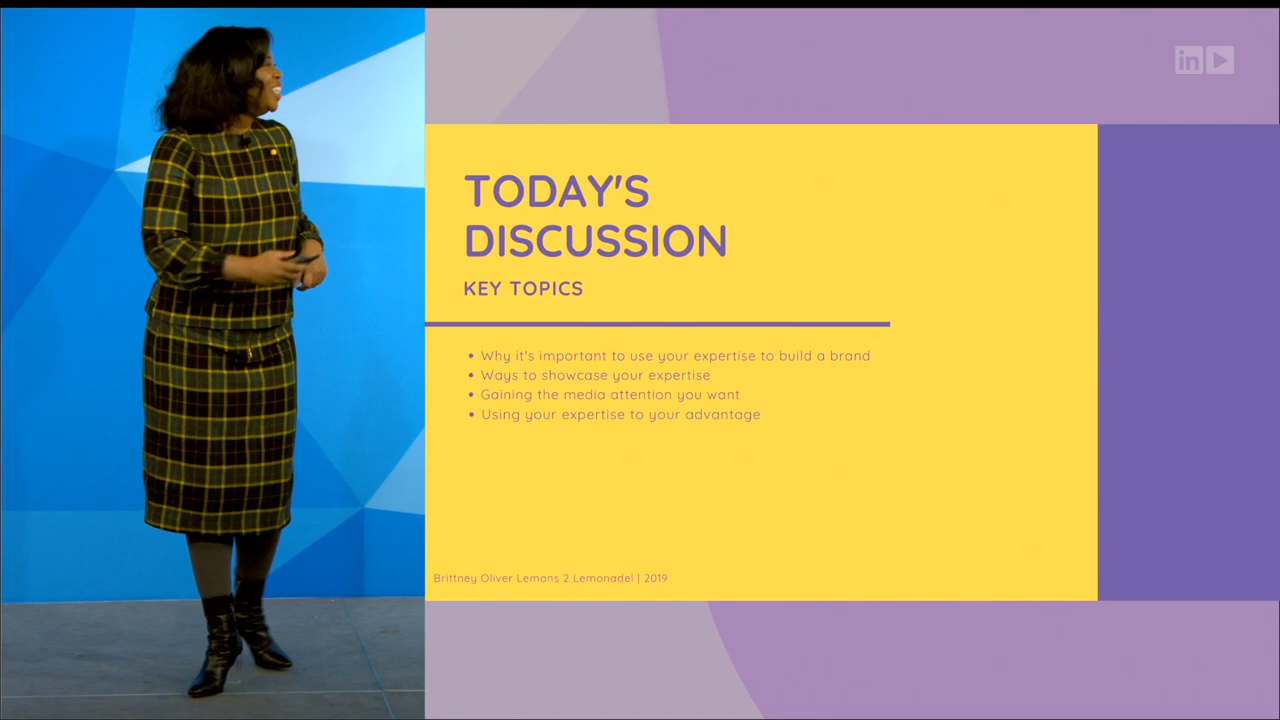 in
TODAY'S
DISCUSSION
KEY TOPICS
• Why it's important to use your expertise to build a brand
• Ways to showcase your expertise
• Gaining the media attention you want
• Using your expertise to your advantage
Brittney Oliver Lemons 2 Lemonadel | 2019